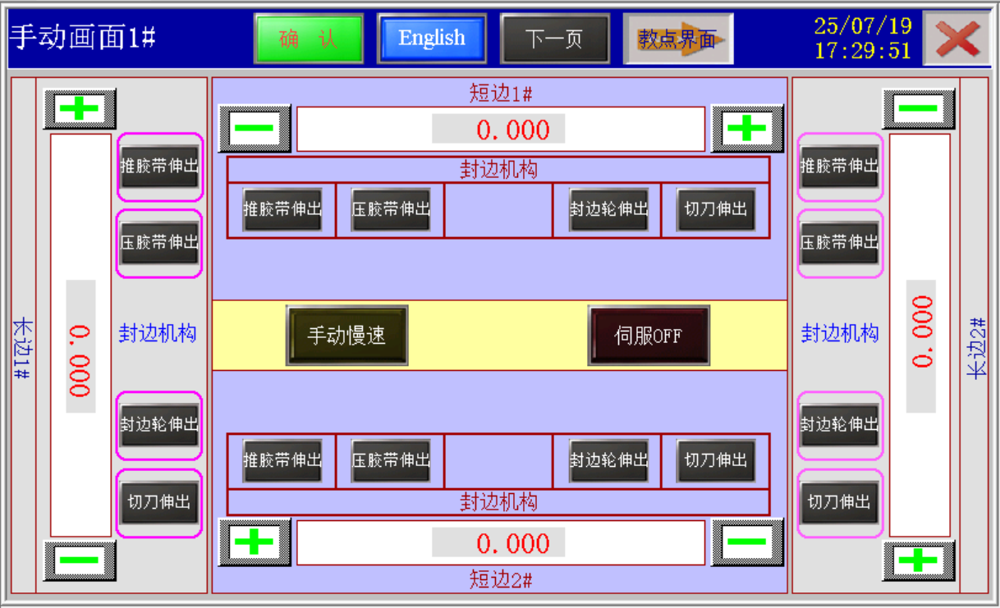 手动画面1#
确 认
English
下一页
教点界面
25/07/19
17:29:51
长边1#
0.000
推胶带伸出
压胶带伸出
封边机构
封边轮伸出
切刀伸出
短边1#
0.000
封边机构
推胶带伸出
压胶带伸出
封边轮伸出
切刀伸出
手动慢速
伺服OFF
推胶带伸出
压胶带伸出
封边轮伸出
切刀伸出
封边机构
0.000
短边2#
推胶带伸出
压胶带伸出
封边机构
封边轮伸出
切刀伸出
0.000
长边2#